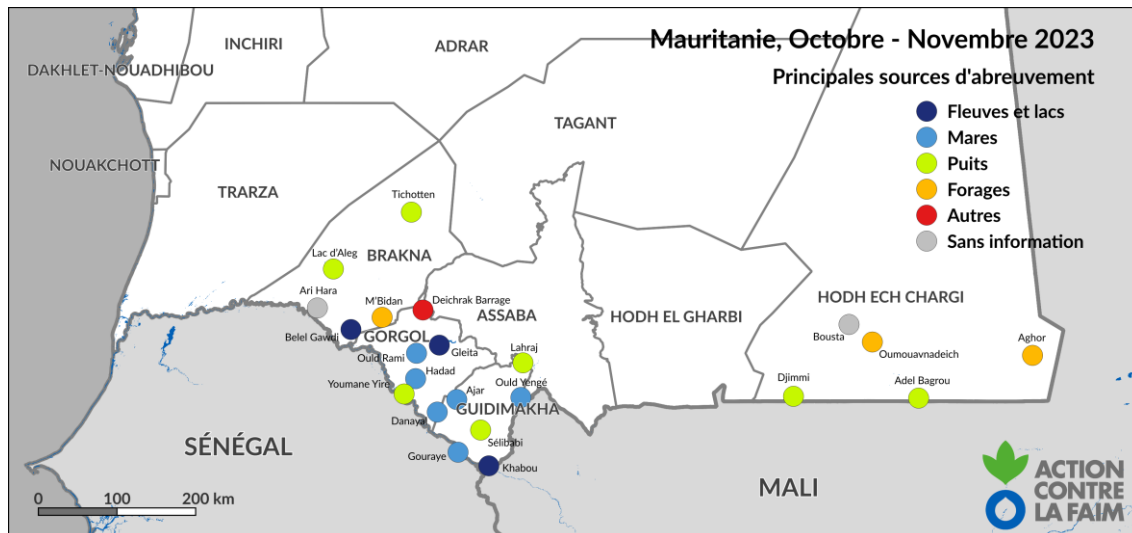 Mauritanie, Octobre - Novembre 2023
Principales sources d'abreuvement
Fleuves et lacs
Mares
Puits
Forages
Autres
Sans information
INCHIRI
ADRAR
DAKHLET-NOUADHIBOU
TAGANT
NOUAKCHOTT
TRARZA
Tichotten
Lac d'Aleg
BRAKNA
Ari Hara
M'Bidan
Deichrak Barrage
ASSABA
HODH EL GHARBI
HODH ECH CHARGI
Belel Gawdi
GORGOL
Gleita
Bousta
Oumouavnadeich
Aghor
Ould Rami
Lahraj
Hadad
Youmane Yiré
Ajar
Ould Yengé
Djimmi
Adel Bagrou
GUIDIMAKHA
Danayal
Sélibabi
Gouraye
Khabou
SÉNÉGAL
MALI
0 100 200 km
ACTION
CONTRE
LA FAIM